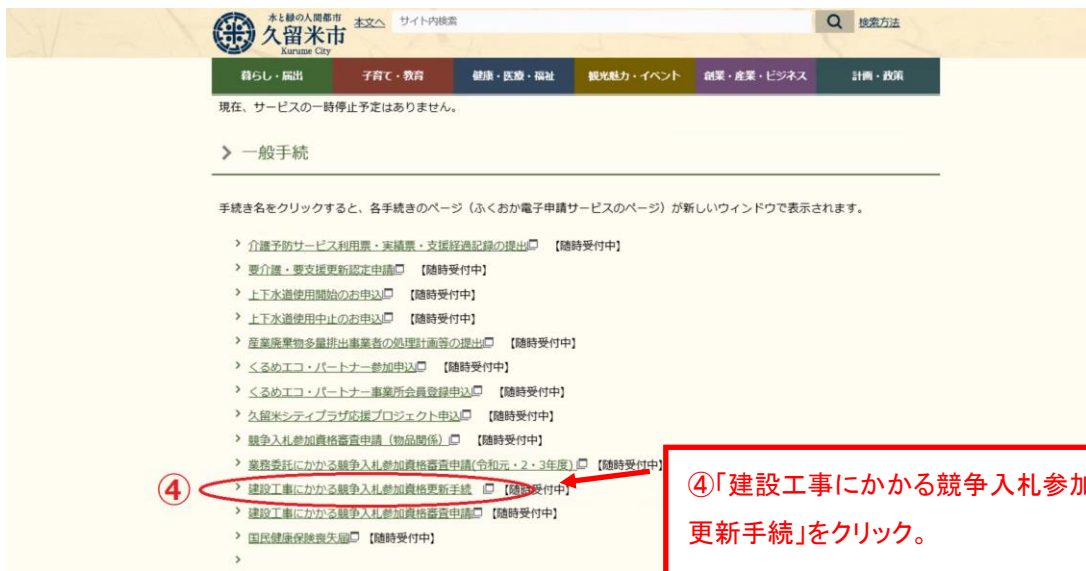 水と緑の人間都市
久留米市
Kurume City
本文へ サイト内検索 検索方法
暮らし・届出 子育て・教育 健康・医療・福祉 観光魅力・イベント 創業・産業・ビジネス 計画・政策
現在、サービスの一時停止予定はありません。
一般手続
手続き名をクリックすると、各手続きのページ（ふくおか電子申請サービスのページ）が新しいウィンドウで表示されます。
介護予防サービス利用票・実績票・支援経過記録の提出 【随時受付中】
要介護・要支援更新認定申請 【随時受付中】
上下水道使用開始のお申込 【随時受付中】
上下水道使用中止のお申込 【随時受付中】
産業廃棄物多量排出事業者の処理計画等の提出 【随時受付中】
くるめエコ・パートナー参加申込 【随時受付中】
くるめエコ・パートナー事業所会員登録申込 【随時受付中】
久留米シティプラザ応援プロジェクト申込 【随時受付中】
競争入札参加資格審査申請（物品関係） 【随時受付中】
業務委託にかかる競争入札参加資格審査申請(令和元・2・3年度) 【随時受付中】
④ 建設工事にかかる競争入札参加資格更新手続 【随時受付中】
建設工事にかかる競争入札参加資格審査申請 【随時受付中】
国民健康保険喪失届 【随時受付中】
④「建設工事にかかる競争入札参加
更新手続」をクリック。